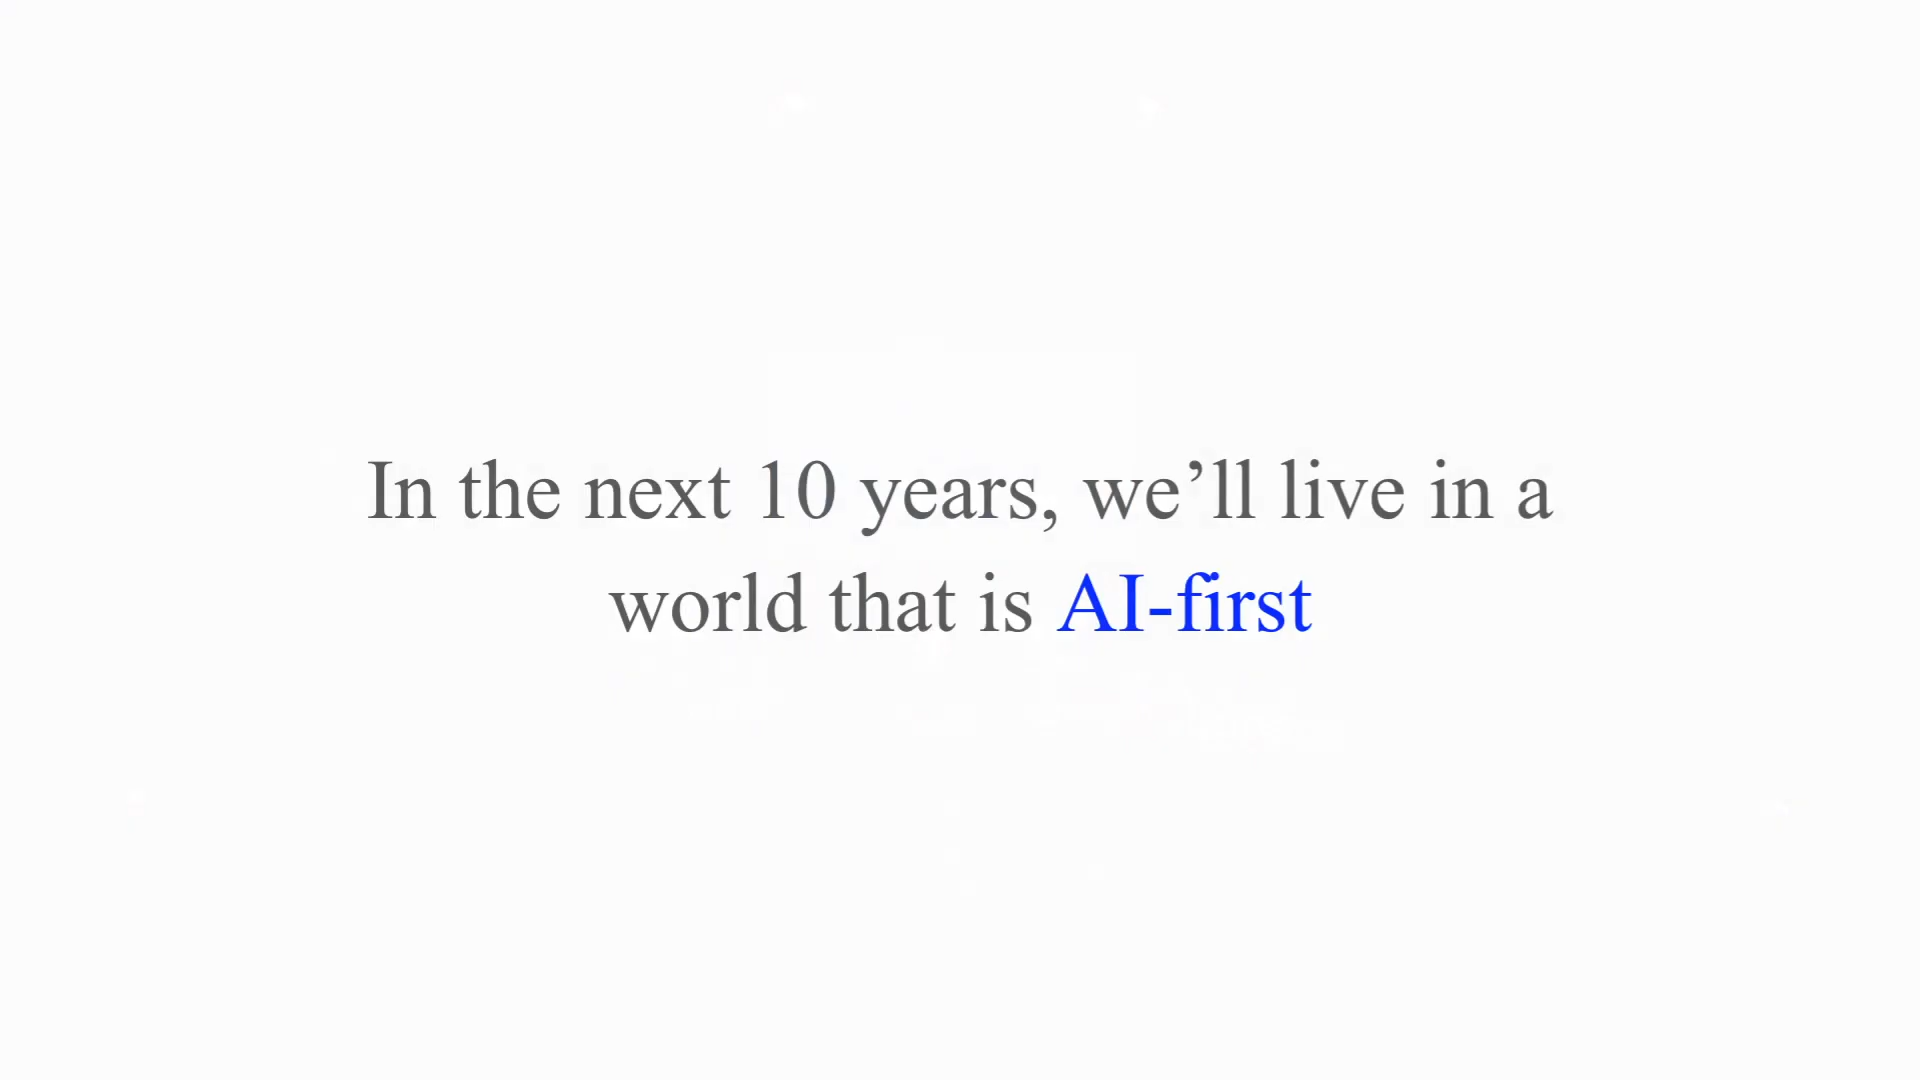 In the next 10 years, we’ll live in a
world that is AI-first